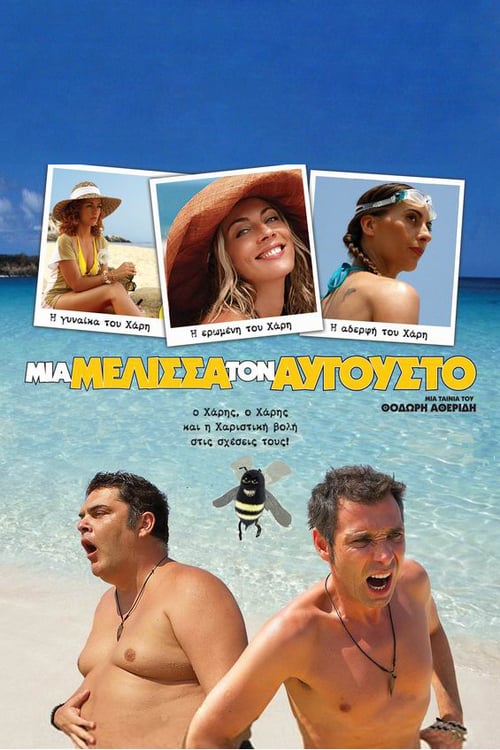 Η γυναίκα του Χάρη
Η ερωμένη του Χάρη
Η αδερφή του Χάρη
ΜΙΑ ΜΕΛΙΣΣΑ ΤΟΝ ΑΥΓΟΥΣΤΟ
ΜΙΑ ΤΑΙΝΙΑ ΤΟΥ
ΘΟΔΩΡΗ ΑΘΕΡΙΔΗ
ο Χάρης, ο Χάρης
και η Χαριστική βολή
στις σχέσεις τους!